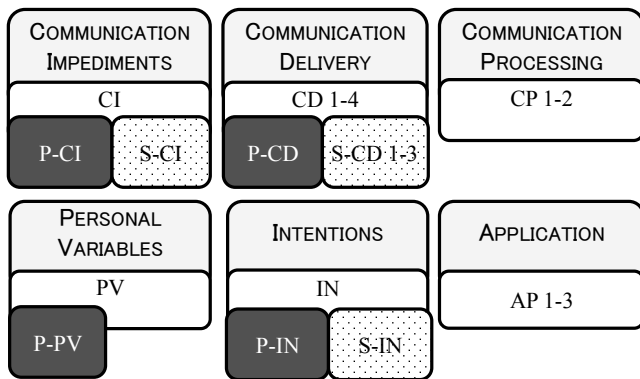 COMMUNICATION
IMPEDIMENTS
CI
P-CI
S-CI
COMMUNICATION
DELIVERY
CD 1-4
P-CD
S-CD 1-3
COMMUNICATION
PROCESSING
CP 1-2
PERSONAL
VARIABLES
PV
P-PV
INTENTIONS
IN
P-IN
S-IN
APPLICATION
AP 1-3